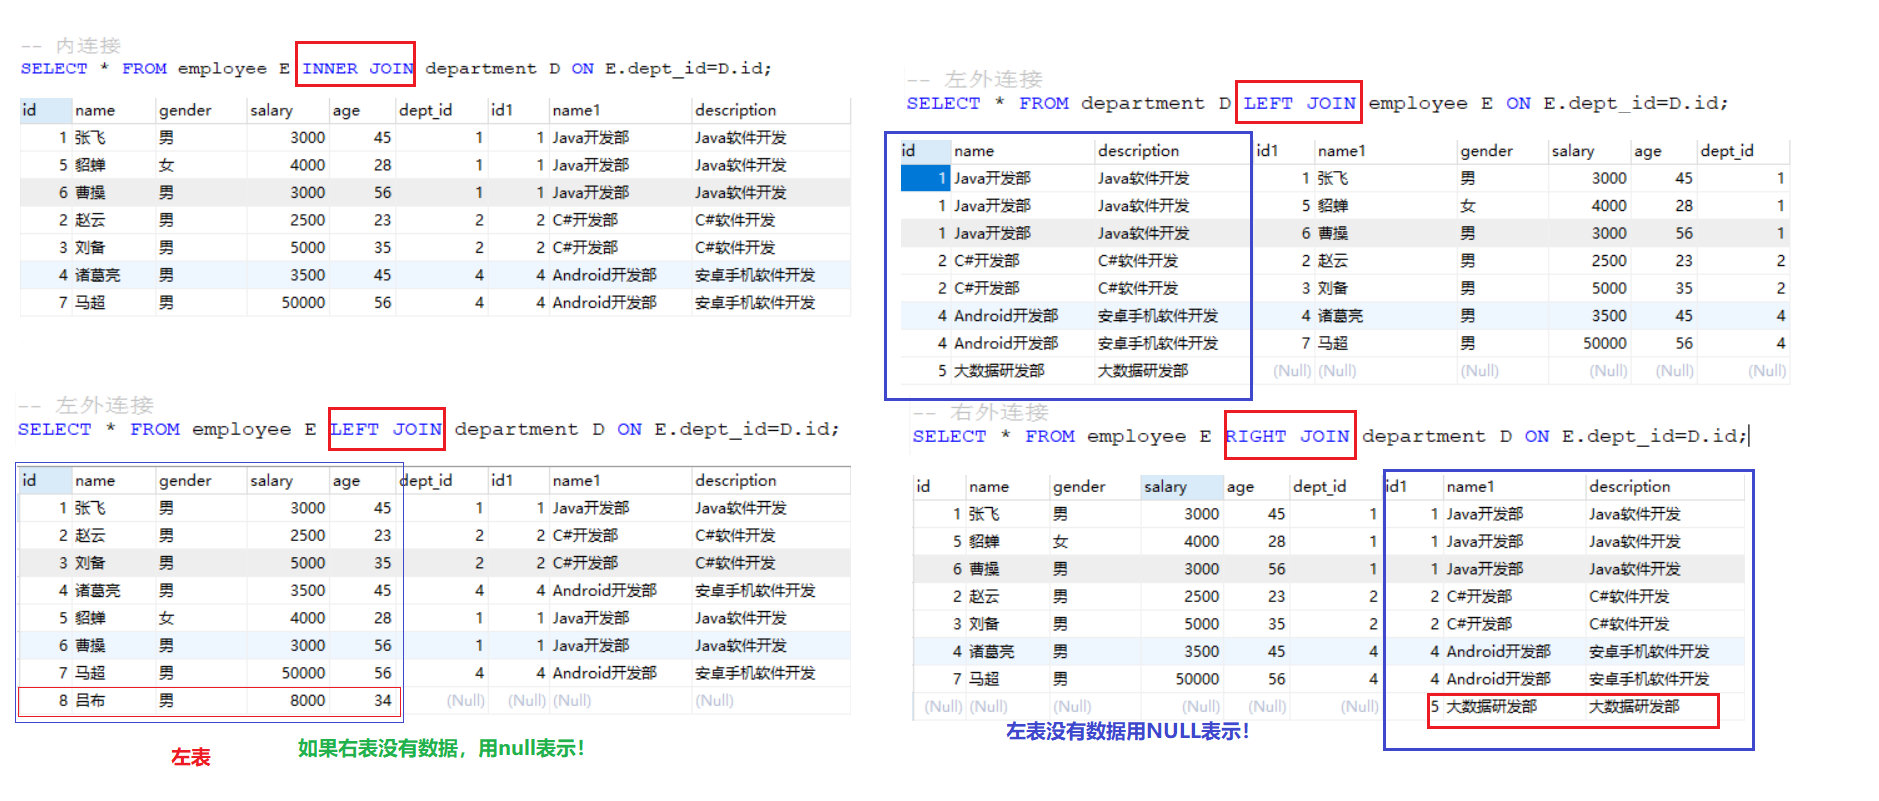 -- 内连接
SELECT * FROM employee E INNER JOIN department D ON E.dept_id=D.id;
id name gender salary age dept_id id1 name1 description
1 张飞 男 3000 45 1 1 Java开发部 Java软件开发
5 貂蝉 女 4000 28 1 1 Java开发部 Java软件开发
6 曹操 男 3000 56 1 1 Java开发部 Java软件开发
2 赵云 男 2500 23 2 2 C#开发部 C#软件开发
3 刘备 男 5000 35 2 2 C#开发部 C#软件开发
4 诸葛亮 男 3500 45 4 4 Android开发部 安卓手机软件开发
7 马超 男 50000 56 4 4 Android开发部 安卓手机软件开发
-- 左外连接
SELECT * FROM employee E LEFT JOIN department D ON E.dept_id=D.id;
id name gender salary age dept_id id1 name1 description
1 张飞 男 3000 45 1 1 Java开发部 Java软件开发
2 赵云 男 2500 23 2 2 C#开发部 C#软件开发
3 刘备 男 5000 35 2 2 C#开发部 C#软件开发
4 诸葛亮 男 3500 45 4 4 Android开发部 安卓手机软件开发
5 貂蝉 女 4000 28 1 1 Java开发部 Java软件开发
6 曹操 男 3000 56 1 1 Java开发部 Java软件开发
7 马超 男 50000 56 4 4 Android开发部 安卓手机软件开发
8 吕布 男 8000 34 (Null) (Null) (Null) (Null)
左表
如果右表没有数据，用null表示！
-- 左外连接
SELECT * FROM department D LEFT JOIN employee E ON E.dept_id=D.id;
id name description id1 name1 gender salary age dept_id
1 Java开发部 Java软件开发 1 张飞 男 3000 45 1
1 Java开发部 Java软件开发 5 貂蝉 女 4000 28 1
1 Java开发部 Java软件开发 6 曹操 男 3000 56 1
2 C#开发部 C#软件开发 2 赵云 男 2500 23 2
2 C#开发部 C#软件开发 3 刘备 男 5000 35 2
4 Android开发部 安卓手机软件开发 4 诸葛亮 男 3500 45 4
4 Android开发部 安卓手机软件开发 7 马超 男 50000 56 4
5 大数据研发部 大数据研发部 (Null) (Null) (Null) (Null) (Null) (Null)
-- 右外连接
SELECT * FROM employee E RIGHT JOIN department D ON E.dept_id=D.id;
id name gender salary age dept_id id1 name1 description
1 张飞 男 3000 45 1 1 Java开发部 Java软件开发
5 貂蝉 女 4000 28 1 1 Java开发部 Java软件开发
6 曹操 男 3000 56 1 1 Java开发部 Java软件开发
2 赵云 男 2500 23 2 2 C#开发部 C#软件开发
3 刘备 男 5000 35 2 2 C#开发部 C#软件开发
4 诸葛亮 男 3500 45 4 4 Android开发部 安卓手机软件开发
7 马超 男 50000 56 4 4 Android开发部 安卓手机软件开发
(Null) (Null) (Null) (Null) (Null) (Null) 5 大数据研发部 大数据研发部
左表没有数据用NULL表示！